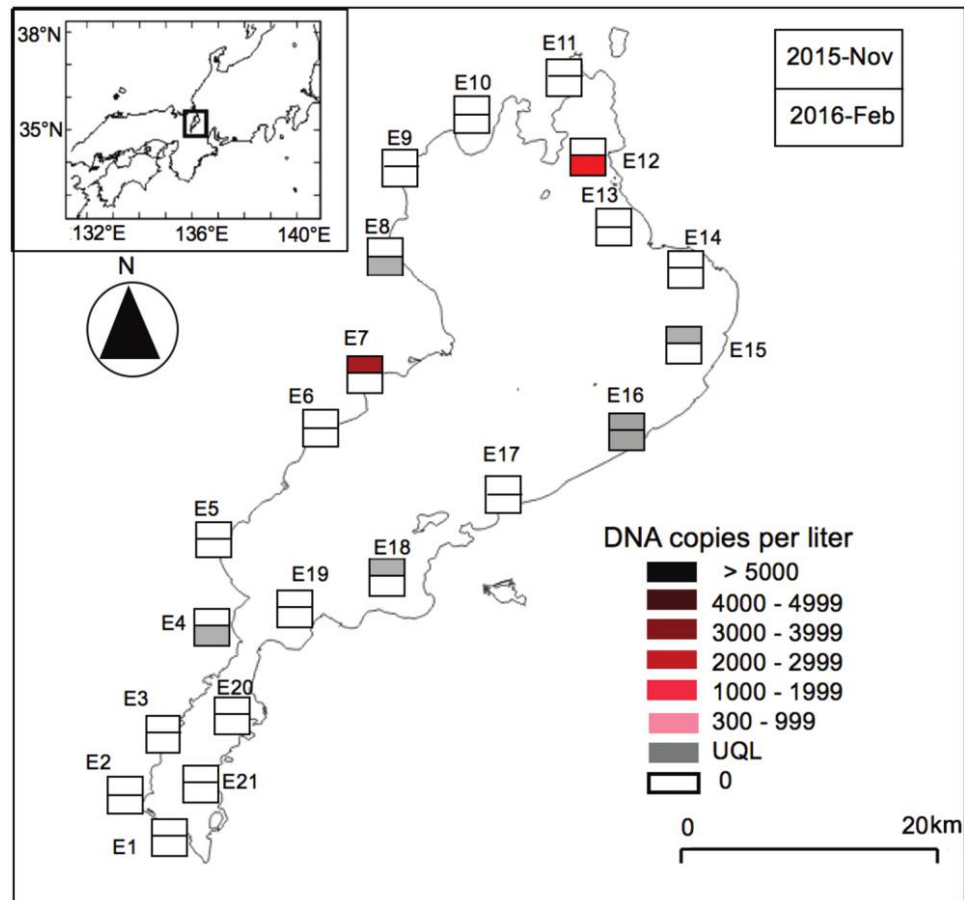 38°N
35°N
132°E
136°E
140°E
2015-Nov
2016-Feb
N
E11
E10
E9
E12
E13
E8
E14
E7
E15
E6
E16
E17
E5
E18
E19
E4
E20
E3
E2
E21
E1
DNA copies per liter
> 5000
4000 - 4999
3000 - 3999
2000 - 2999
1000 - 1999
300 - 999
UQL
0
0
20km